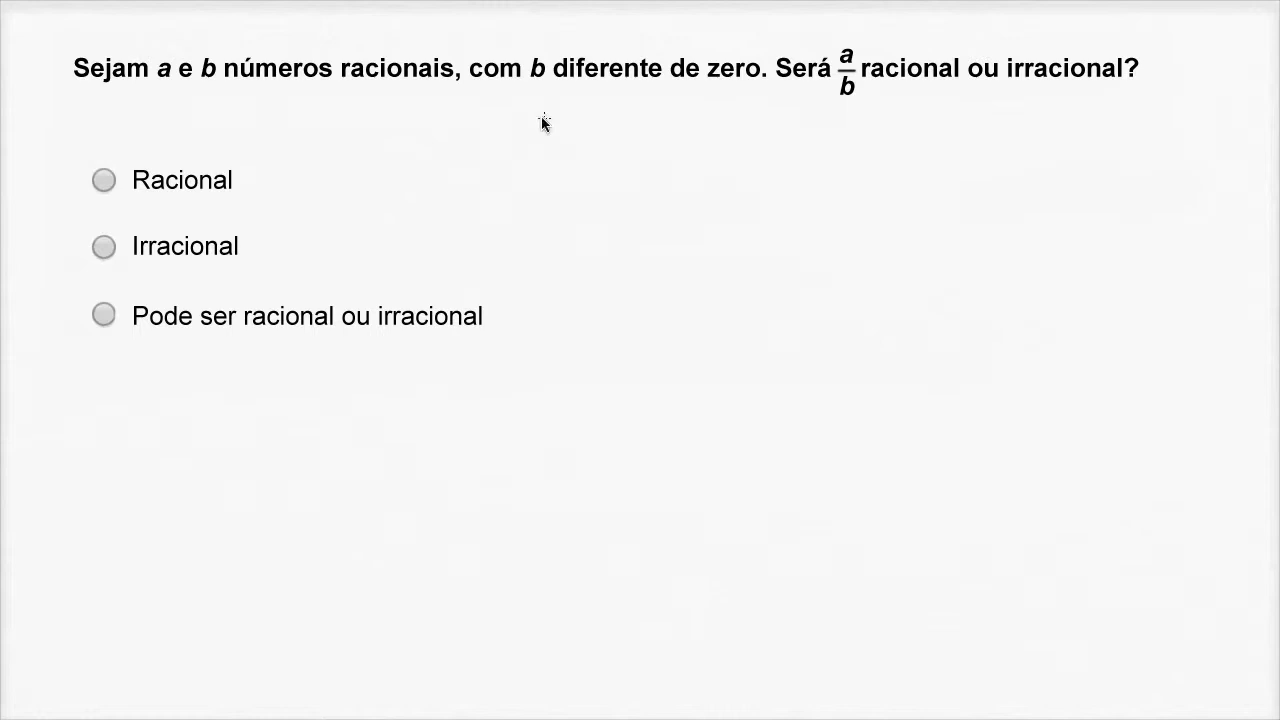 Sejam a e b números racionais, com b diferente de zero. Será a/b racional ou irracional?
Racional
Irracional
Pode ser racional ou irracional